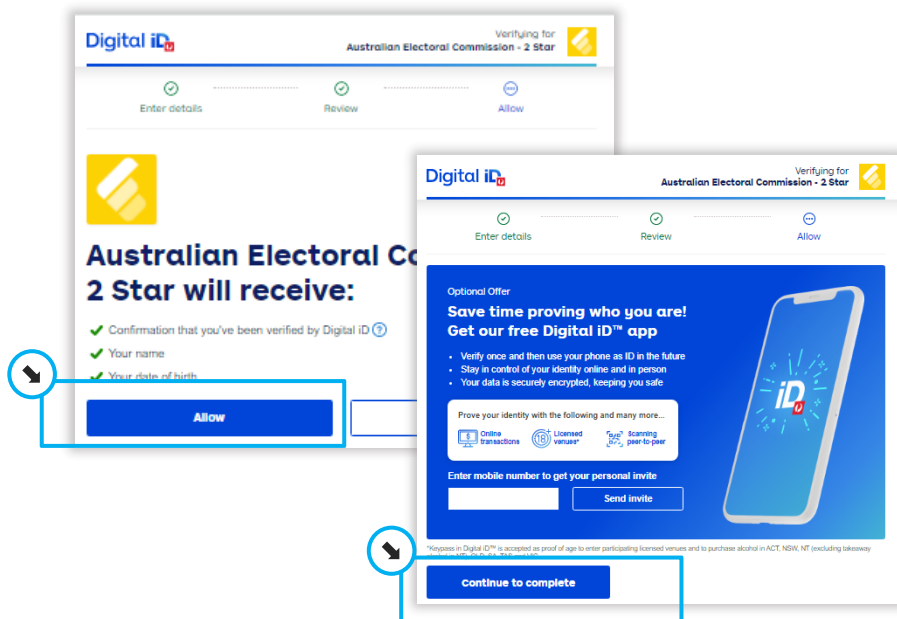 Digital iD
Verifying for
Australian Electoral Commission - 2 Star
Enter details
Review
Allow
Australian Electoral Co
2 Star will receive:
Confirmation that you've been verified by Digital iD ?
Your name
Your date of birth
Allow
Digital iD
Verifying for
Australian Electoral Commission - 2 Star
Enter details
Review
Allow
Optional Offer
Save time proving who you are!
Get our free Digital iD™ app
• Verify once and then use your phone as ID in the future
• Stay in control of your identity online and in person
• Your data is securely encrypted, keeping you safe
Prove your identity with the following and many more...
$ Online
transactions
18+ Licensed
venues*
Scanning
peer-to-peer
iD
Enter mobile number to get your personal invite
Send invite
*Keypass in Digital iD™ is accepted as proof of age to enter participating licensed venues and to purchase alcohol in ACT, NSW, NT (excluding takeaway
Continue to complete